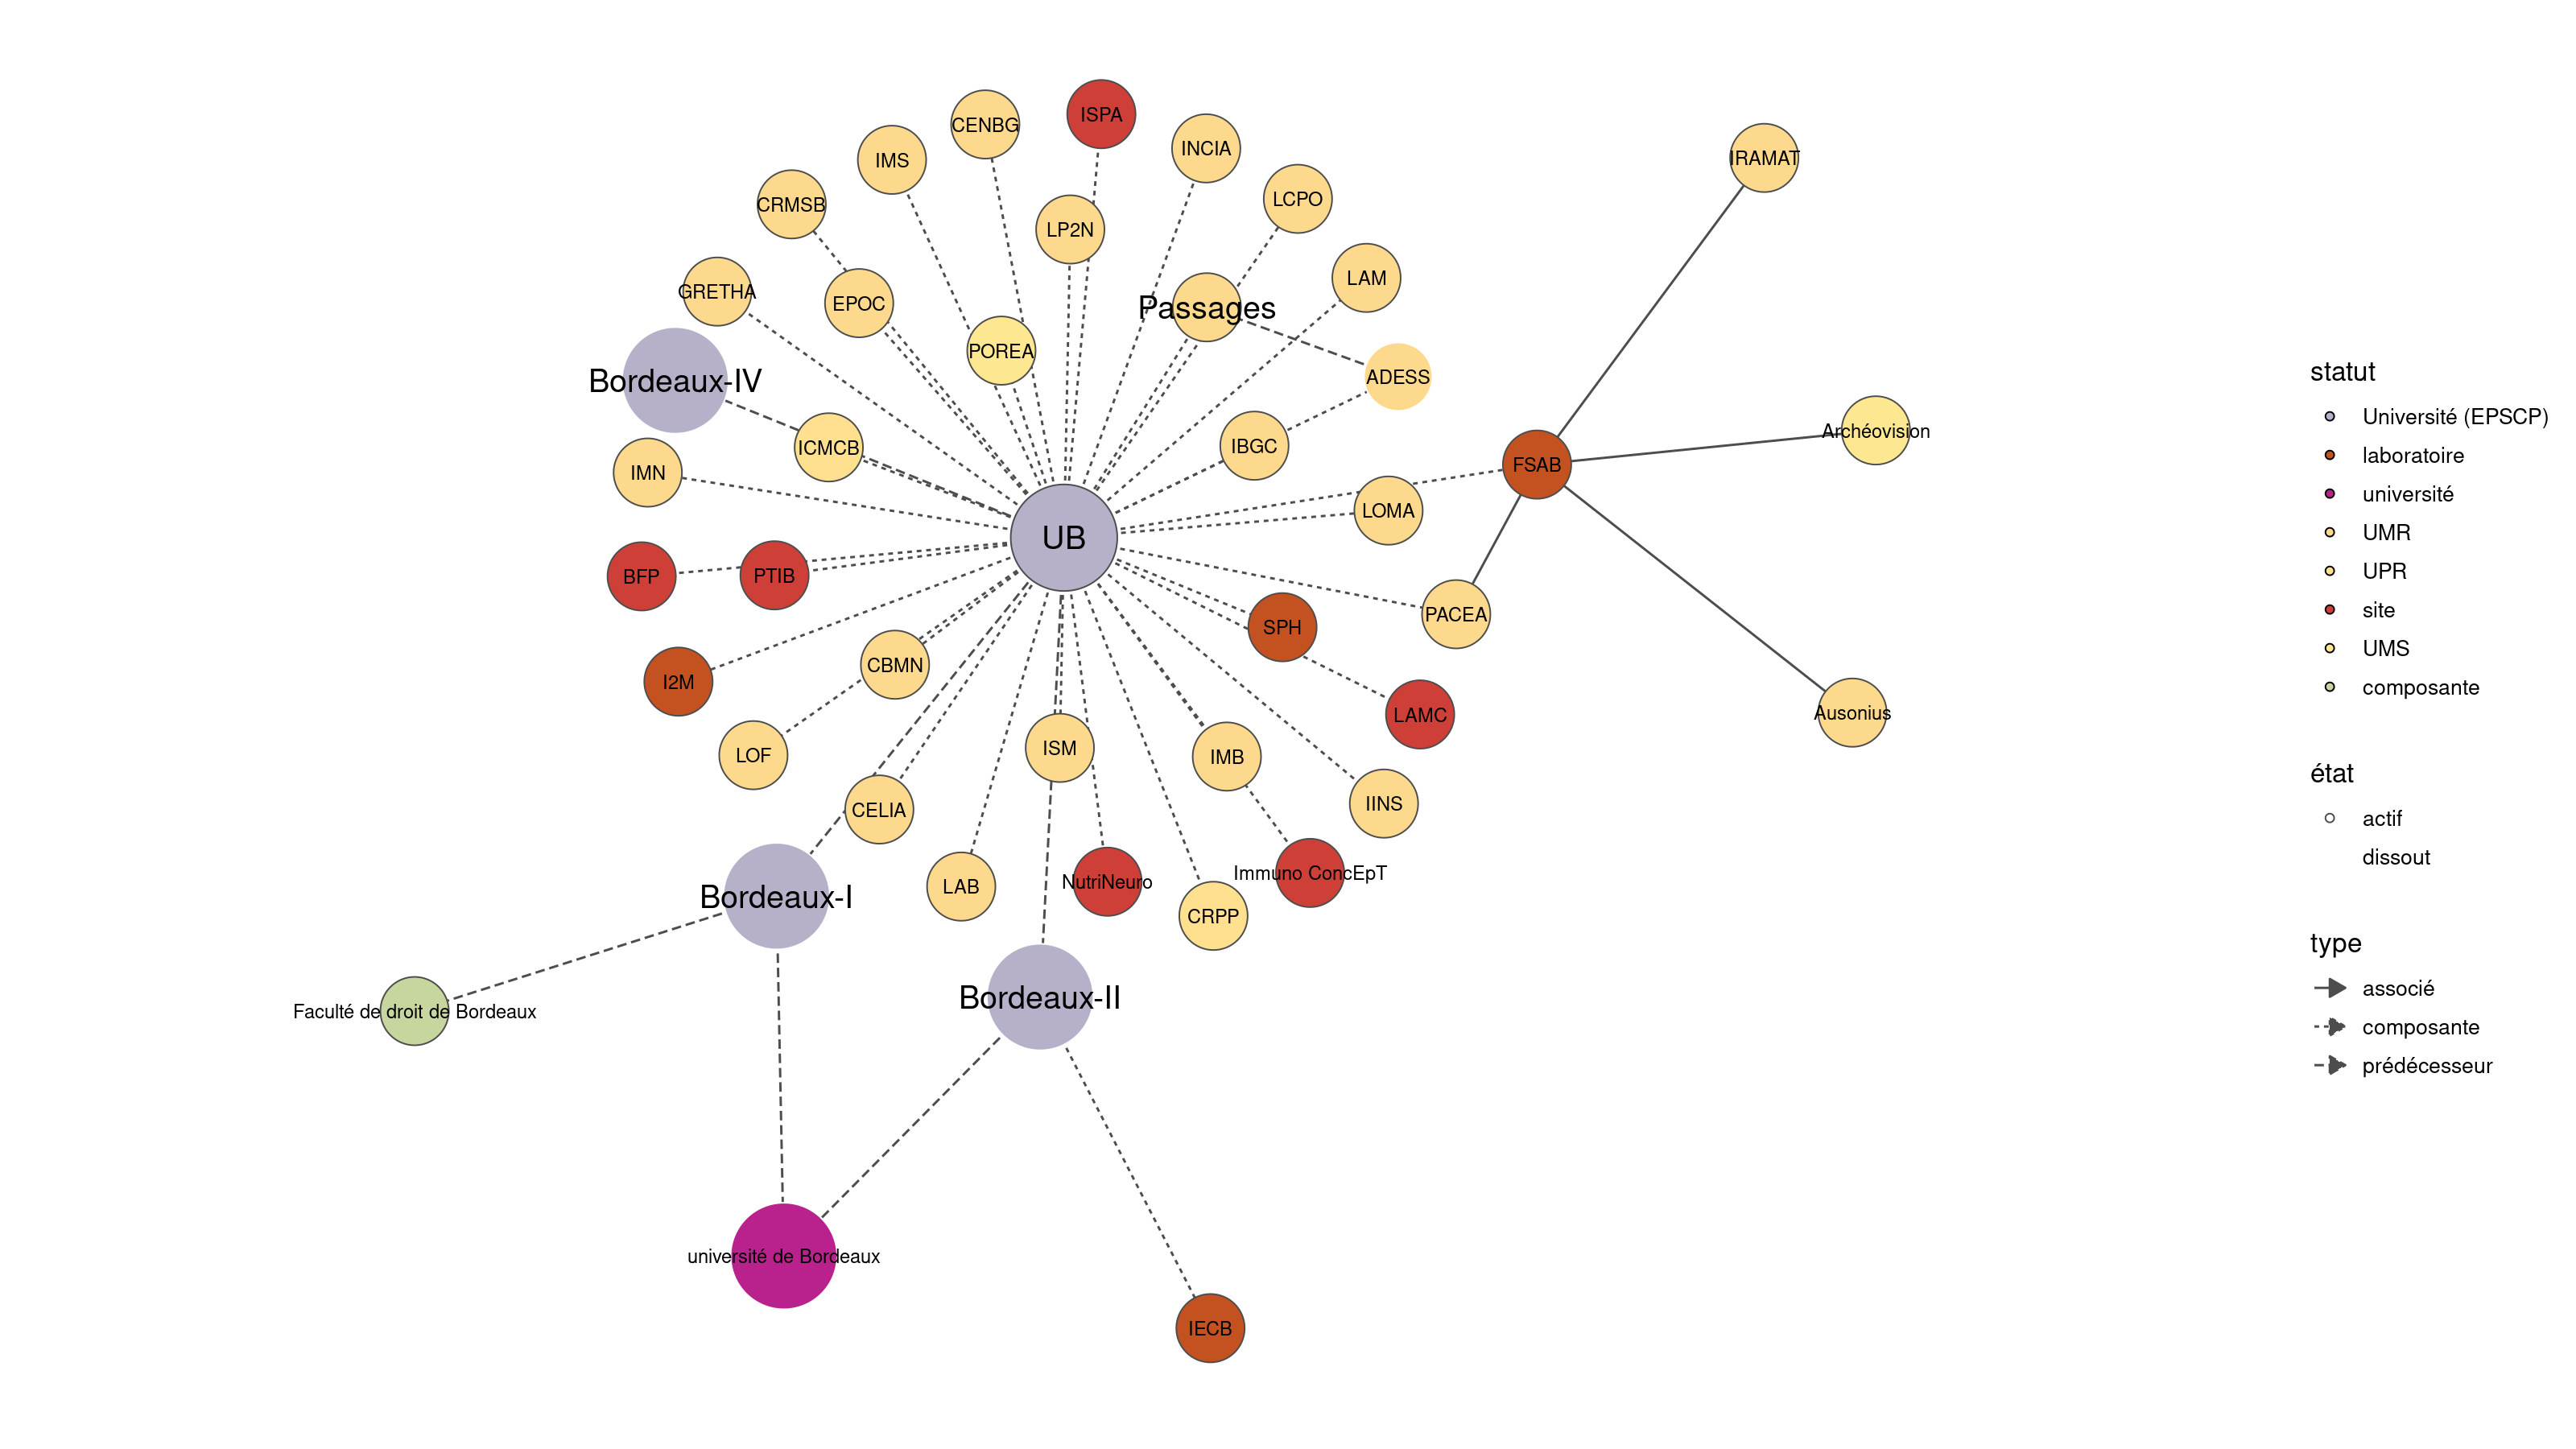 ISPA
CENBG
INCIA
IMS
IRAMAT
LCPO
CRMSB
LP2N
LAM
GRETHA
EPOC
Passages
POREA
ADESS
Bordeaux-IV
Archéovision
ICMCB
IBGC
FSAB
IMN
LOMA
UB
BFP
PTIB
PACEA
SPH
CBMN
I2M
Ausonius
LAMC
ISM
LOF
IMB
IINS
CELIA
Immuno ConcEpT
NutriNeuro
LAB
Bordeaux-I
CRPP
Bordeaux-II
Faculté de droit de Bordeaux
université de Bordeaux
IECB
statut
Université (EPSCP)
laboratoire
université
UMR
UPR
site
UMS
composante
état
actif
dissout
type
associé
composante
prédécesseur